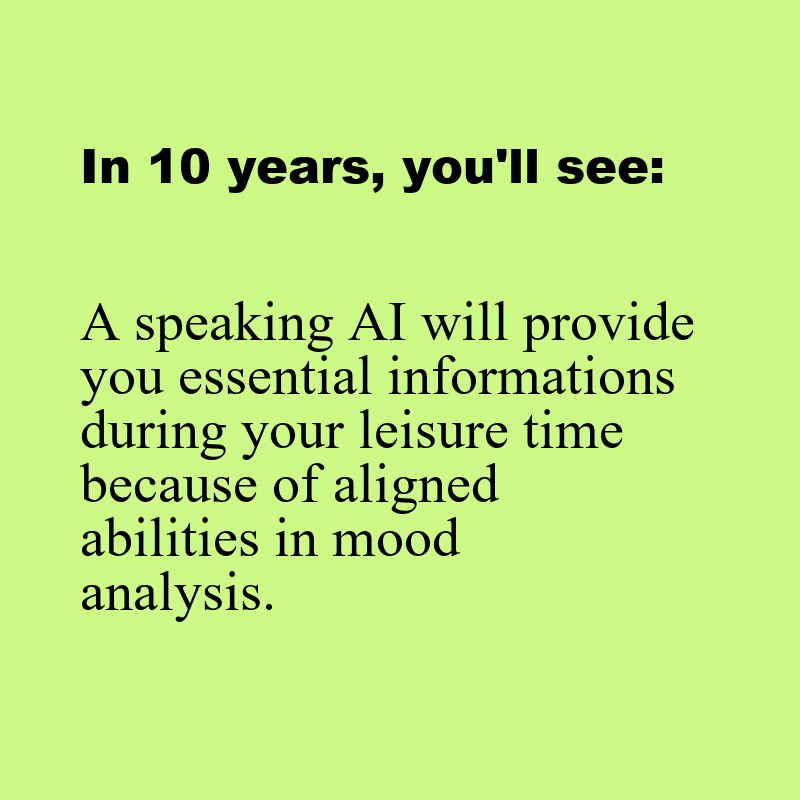 In 10 years, you'll see:
A speaking AI will provide
you essential informations
during your leisure time
because of aligned
abilities in mood
analysis.